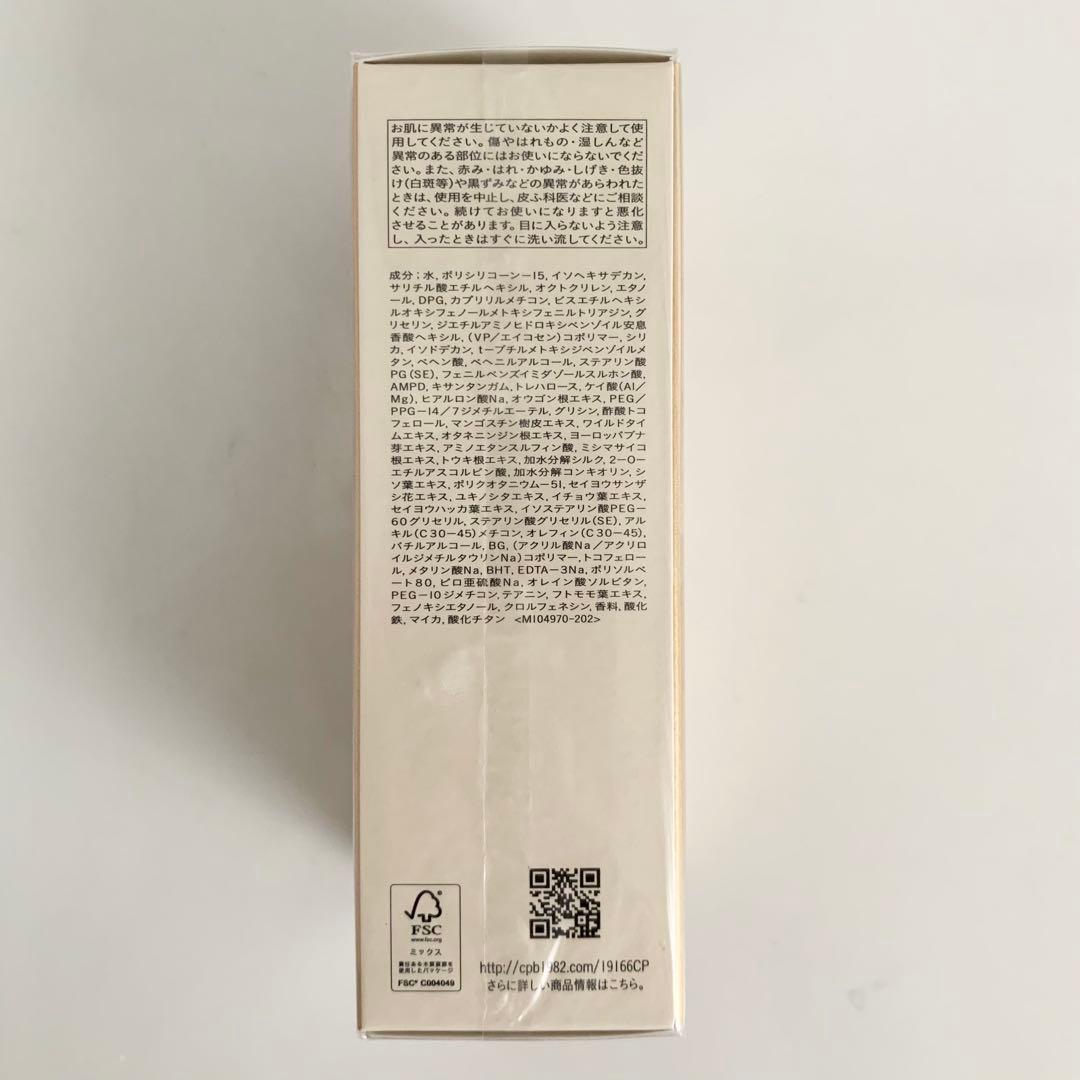 お肌に異常が生じていないかよく注意して使
用してください。傷やはれもの・湿しんなど
異常のある部位にはお使いにならないでくだ
さい。また、赤み・はれ・かゆみ・しげき・色抜
け(白斑等)や黒ずみなどの異常があらわれた
ときは、使用を中止し、皮ふ科医などにご相談
ください。続けてお使いになりますと悪化
させることがあります。目に入らないよう注意
し、入ったときはすぐに洗い流してください。
成分:水, ポリシリコーン-15, イソヘキサデカン,
サリチル酸エチルヘキシル, オクトクリレン, エタノ
ール, DPG, カプリリルメチコン, ビスエチルヘキシ
ルオキシフェノールメトキシフェニルトリアジン, グ
リセリン, ジエチルアミノヒドロキシベンゾイル安息
香酸ヘキシル, (VP/エイコセン)コポリマー, シリ
カ, イソドデカン, t-ブチルメトキシジベンゾイルメ
タン, ベヘン酸, ベヘニルアルコール, ステアリン酸
PG(SE), フェニルベンズイミダゾールスルホン酸,
AMPD, キサンタンガム, トレハロース, ケイ酸(Al/
Mg), ヒアルロン酸Na, オウゴン根エキス, PEG/
PPG-14/7ジメチルエーテル, グリシン, 酢酸トコ
フェロール, マンゴスチン樹皮エキス, ワイルドタ
イムエキス, オタネニンジン根エキス, ヨーロッパブナ
芽エキス, アミノエタンスルフィン酸, ミシマサイコ
根エキス, トウキ根エキス, 加水分解シルク, 2-O-
エチルアスコルビン酸, 加水分解コンキオリン, シ
ソ葉エキス, ポリクオタニウム-51, セイヨウサンザ
シ花エキス, ユキノシタエキス, イチョウ葉エキス,
セイヨウハッカ葉エキス, イソステアリン酸PEG-
60グリセリル, ステアリン酸グリセリル(SE), アル
キル(C30-45)メチコン, オレフィン(C30-45),
バチルアルコール, BG, (アクリル酸Na/アクリロ
イルジメチルタウリンNa)コポリマー, トコフェロー
ル, メタリン酸Na, BHT, EDTA-3Na, ポリソルベ
ート80, ピロ亜硫酸Na, オレイン酸ソルビタン,
PEG-10ジメチコン, テアニン, フトモモ葉エキス,
フェノキシエタノール, クロルフェネシン, 香料, 酸化
鉄, マイカ, 酸化チタン <M104970-202>
FSC
www.fsc.org
ミックス
責任ある木質資源を
使用したパッケージ
FSC® C004049
http://cpb1982.com/19166CP
さらに詳しい商品情報はこちら。